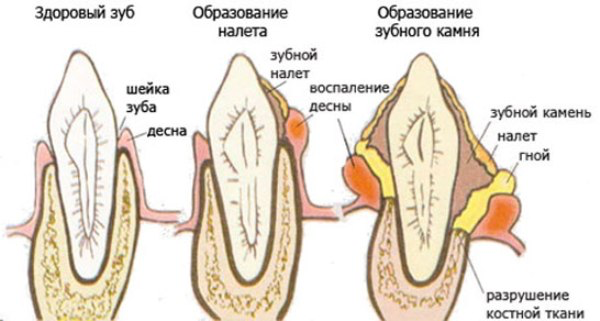 Здоровый зуб
Образование
налета
Образование
зубного камня
шейка
зуба
десна
зубной
налет
воспаление
десны
зубной камень
налет
гной
разрушение
костной ткани